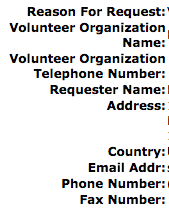 Reason For Request:
Volunteer Organization
Name:
Volunteer Organization
Telephone Number:
Requester Name:
Address:
Country:
Email Addr:
Phone Number:
Fax Number: